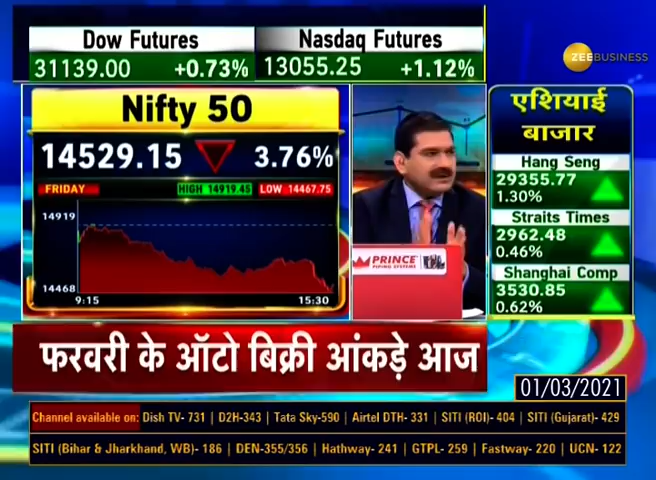 Dow Futures
31139.00 +0.73%
Nasdaq Futures
13055.25 +1.12%
ZEEBUSINESS
Nifty 50
14529.15 3.76%
FRIDAY HIGH 14919.45 LOW 14467.75
14919
14468
9:15 15:30
PRINCE
PIPING SYSTEMS
एशियाई
बाजार
Hang Seng
29355.77
1.30%
Straits Times
2962.48
0.46%
Shanghai Comp
3530.85
0.62%
फरवरी के ऑटो बिक्री आंकड़े आज
01/03/2021
Channel available on: Dish TV- 731 | D2H-343 | Tata Sky-590 | Airtel DTH- 331 | SITI (ROI)- 404 | SITI (Gujarat)- 429
SITI (Bihar & Jharkhand, WB)- 186 | DEN-355/356 | Hathway- 241 | GTPL- 259 | Fastway- 220 | UCN- 122